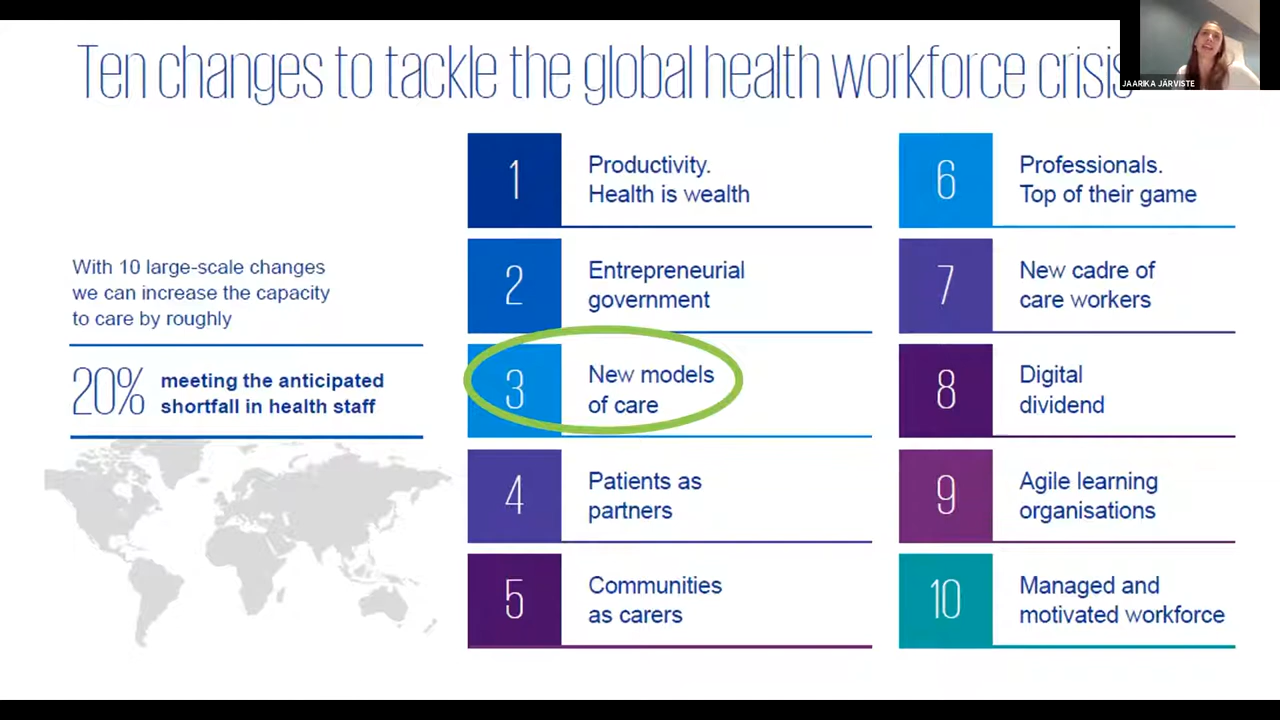 Ten changes to tackle the global health workforce crisis
JAARIKA JÄRVISTE
With 10 large-scale changes
we can increase the capacity
to care by roughly
20%
meeting the anticipated
shortfall in health staff
1
Productivity.
Health is wealth
2
Entrepreneurial
government
3
New models
of care
4
Patients as
partners
5
Communities
as carers
6
Professionals.
Top of their game
7
New cadre of
care workers
8
Digital
dividend
9
Agile learning
organisations
10
Managed and
motivated workforce